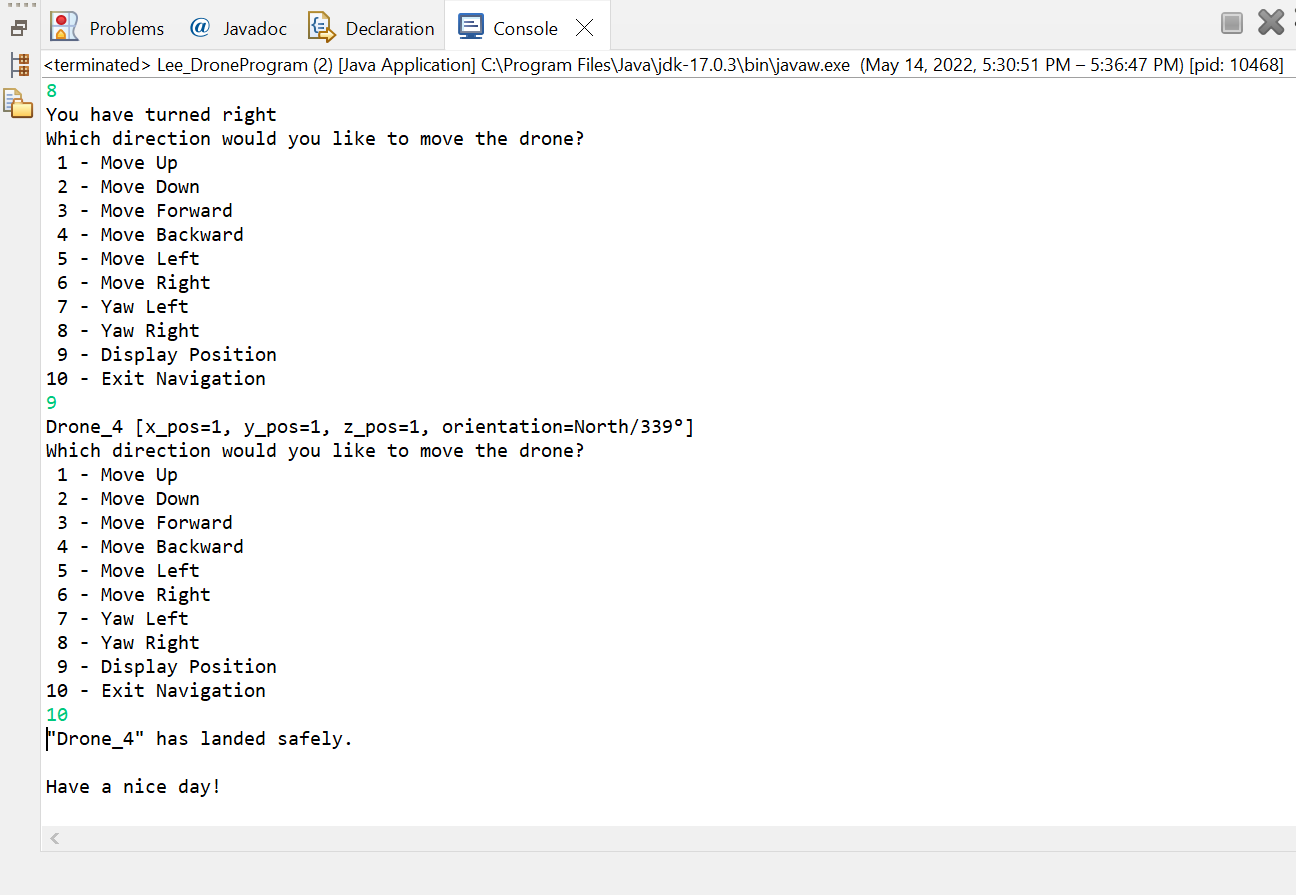 Problems @ Javadoc Declaration Console
<terminated> Lee_DroneProgram (2) [Java Application] C:\Program Files\Java\jdk-17.0.3\bin\javaw.exe (May 14, 2022, 5:30:51 PM – 5:36:47 PM) [pid: 10468]
8
You have turned right
Which direction would you like to move the drone?
 1 - Move Up
 2 - Move Down
 3 - Move Forward
 4 - Move Backward
 5 - Move Left
 6 - Move Right
 7 - Yaw Left
 8 - Yaw Right
 9 - Display Position
10 - Exit Navigation
9
Drone_4 [x_pos=1, y_pos=1, z_pos=1, orientation=North/339°]
Which direction would you like to move the drone?
 1 - Move Up
 2 - Move Down
 3 - Move Forward
 4 - Move Backward
 5 - Move Left
 6 - Move Right
 7 - Yaw Left
 8 - Yaw Right
 9 - Display Position
10 - Exit Navigation
10
"Drone_4" has landed safely.
Have a nice day!